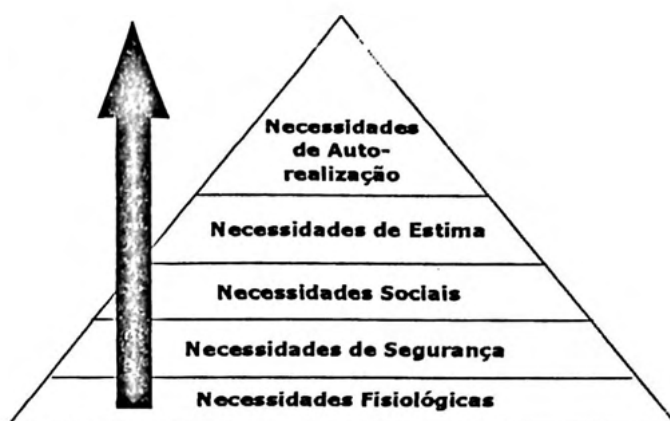 Necessidades
de Auto-
realização
Necessidades de Estima
Necessidades Sociais
Necessidades de Segurança
Necessidades Fisiológicas